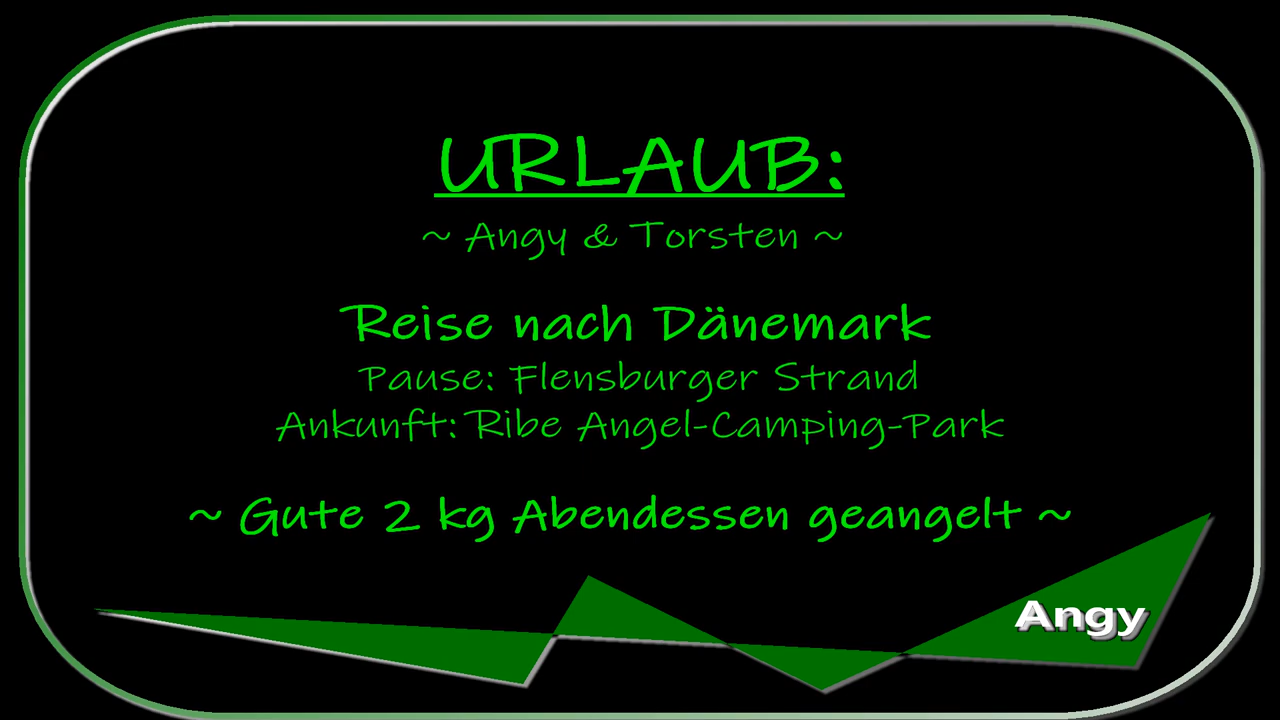 URLAUB:
~ Angy & Torsten ~
Reise nach Dänemark
Pause: Flensburger Strand
Ankunft: Ribe Angel-Camping-Park
~ Gute 2 kg Abendessen geangelt ~
Angy